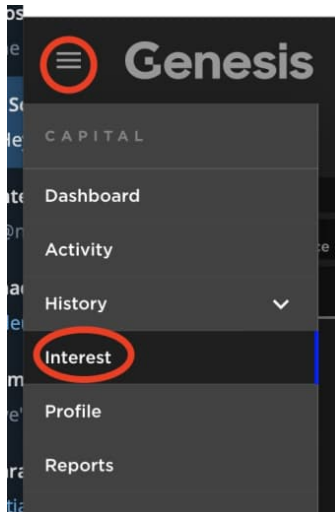 Genesis
CAPITAL
Dashboard
Activity
History
Interest
Profile
Reports